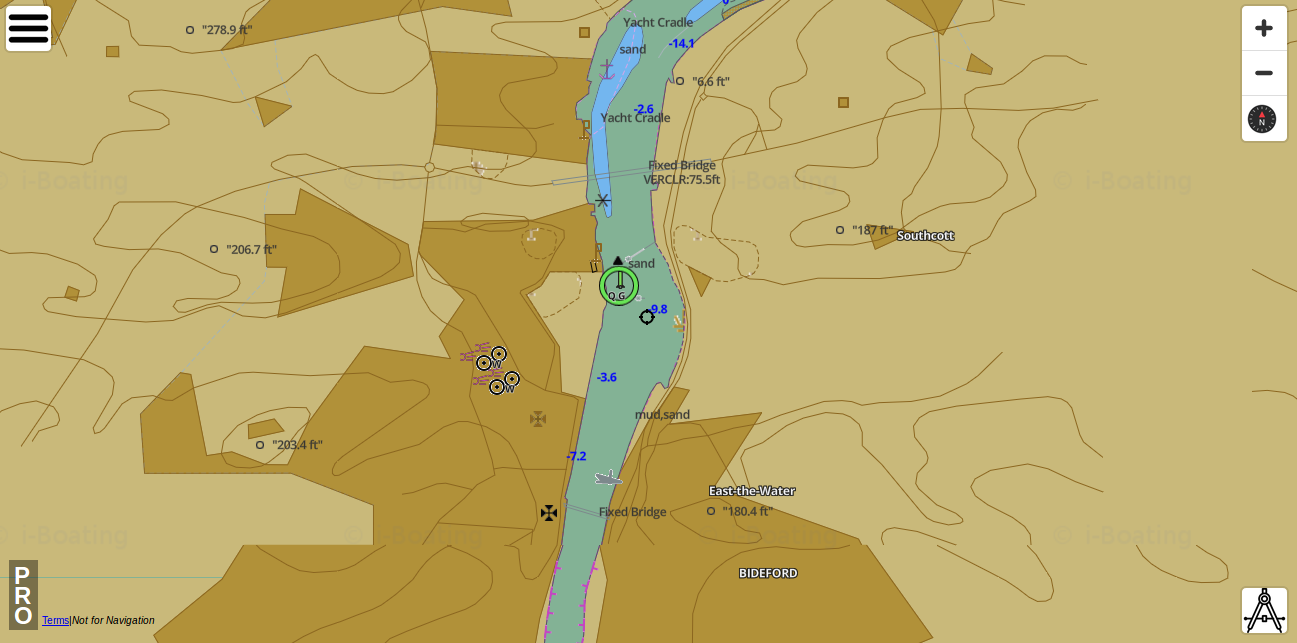 Yacht Cradle
"278.9 ft"
-14.1
sand
"6.6 ft"
-2.6
Yacht Cradle
Fixed Bridge
VERCLR:75.5ft
© i-Boating
© i-Boating
© i-Boating
© i-Boating
"187 ft"
Southcott
"206.7 ft"
sand
Q.G.
-9.8
W
-3.6
W
mud,sand
"203.4 ft"
-7.2
East-the-Water
"180.4 ft"
Fixed Bridge
© i-Boating
© i-Boating
© i-Boating
© i-Boating
BIDEFORD
PRO
Terms|Not for Navigation
N